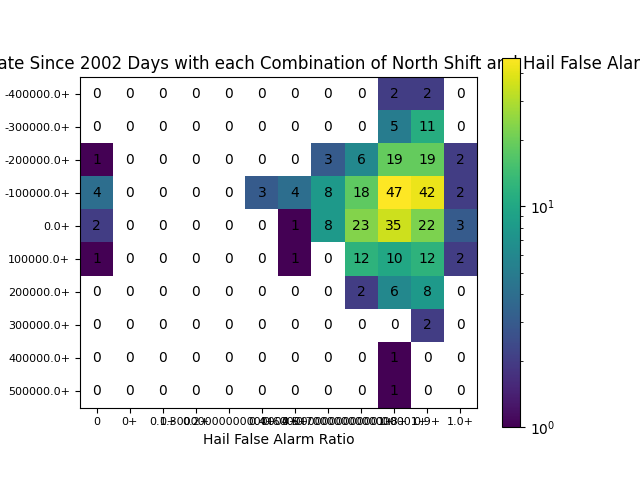 ate Since 2002 Days with each Combination of North Shift and Hail False Alar
-400000.0+ 0 0 0 0 0 0 0 0 0 2 2 0
-300000.0+ 0 0 0 0 0 0 0 0 0 5 11 0
-200000.0+ 1 0 0 0 0 0 0 3 6 19 19 2
-100000.0+ 4 0 0 0 0 3 4 8 18 47 42 2
0.0+ 2 0 0 0 0 0 1 8 23 35 22 3
100000.0+ 1 0 0 0 0 0 1 0 12 10 12 2
200000.0+ 0 0 0 0 0 0 0 0 2 6 8 0
300000.0+ 0 0 0 0 0 0 0 0 0 0 2 0
400000.0+ 0 0 0 0 0 0 0 0 0 1 0 0
500000.0+ 0 0 0 0 0 0 0 0 0 1 0 0
0 0+ 1.0+
Hail False Alarm Ratio
10¹
10⁰